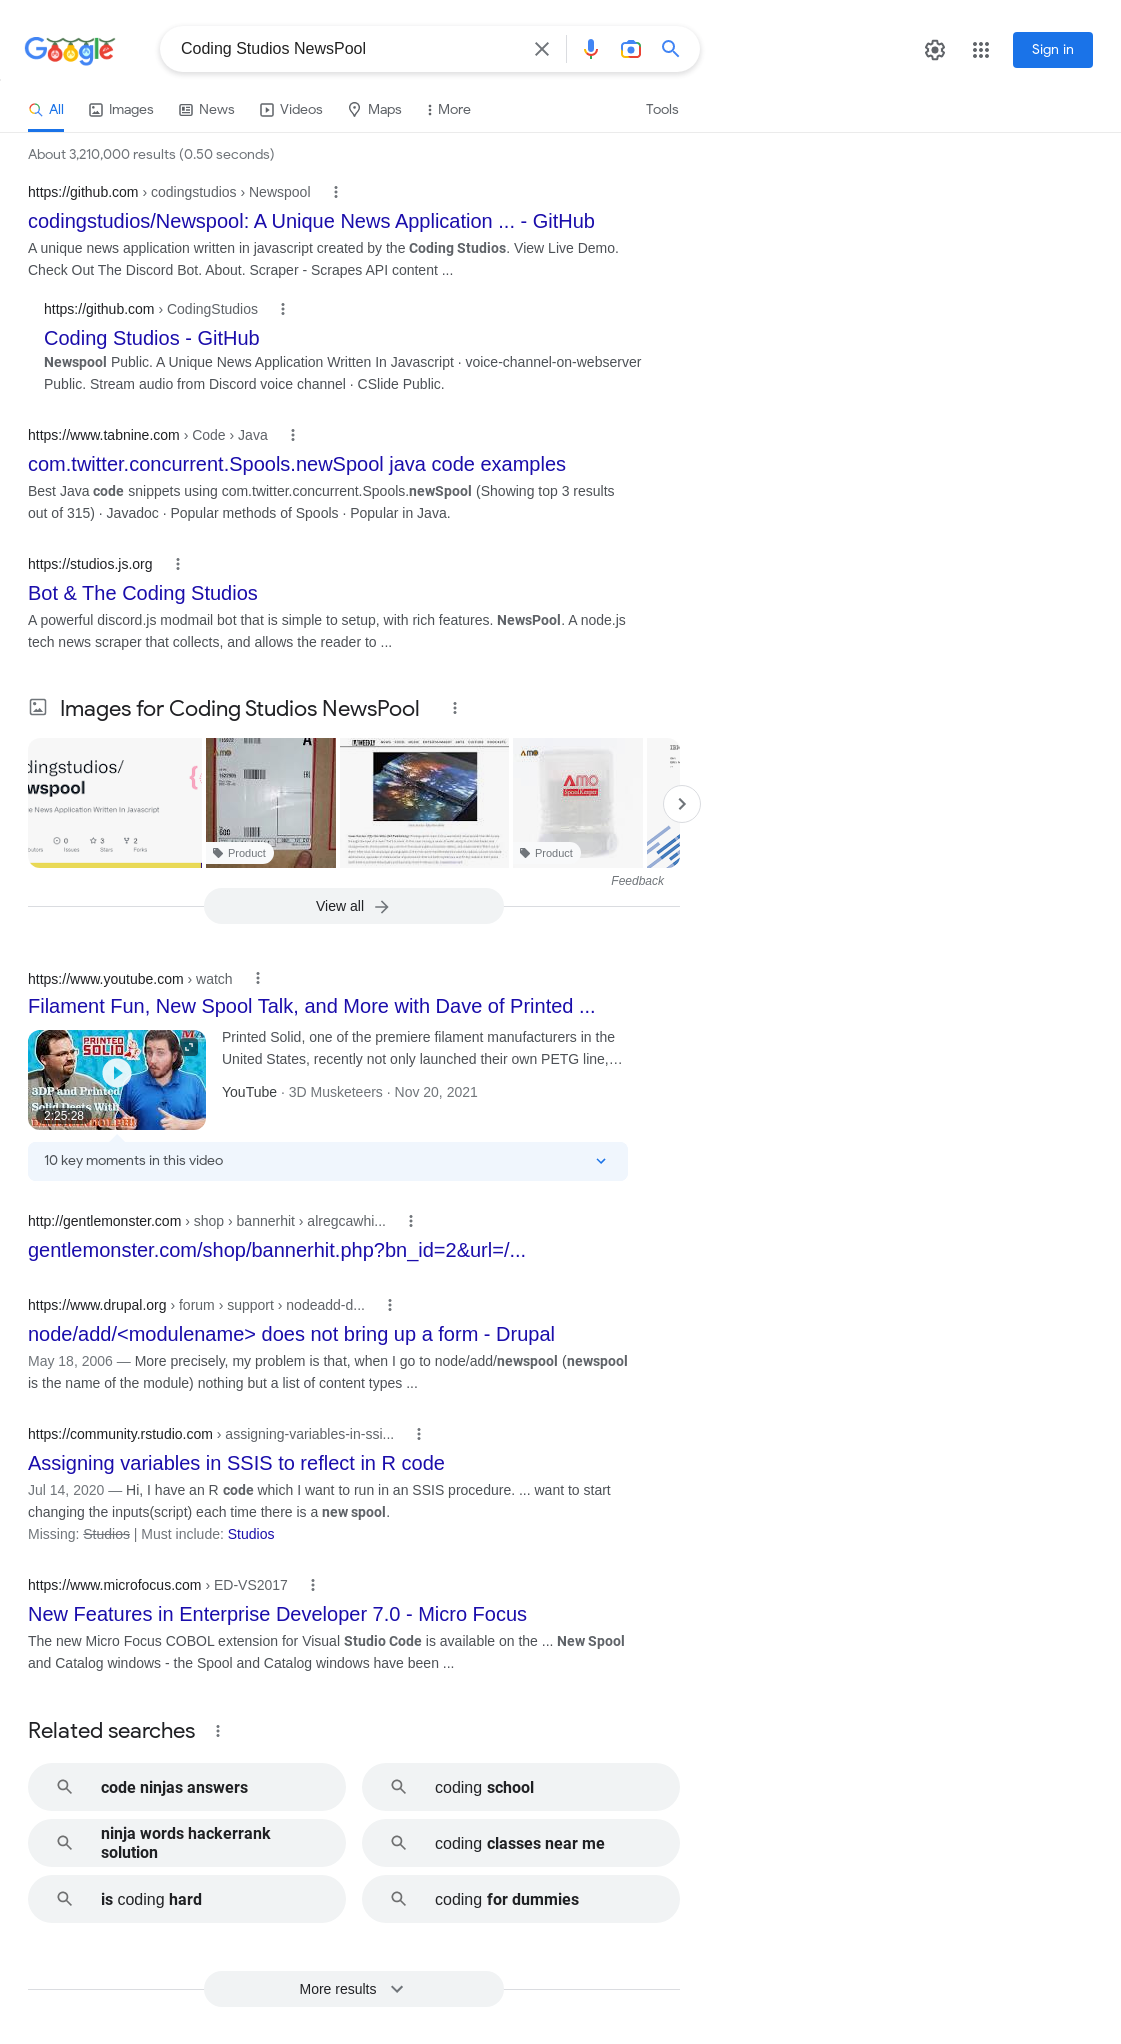 Google
Coding Studios NewsPool
Sign in
All
Images
News
Videos
Maps
More
Tools
About 3,210,000 results (0.50 seconds)
https://github.com › codingstudios › Newspool
codingstudios/Newspool: A Unique News Application ... - GitHub
A unique news application written in javascript created by the Coding Studios. View Live Demo.
Check Out The Discord Bot. About. Scraper - Scrapes API content ...
https://github.com › CodingStudios
Coding Studios - GitHub
Newspool Public. A Unique News Application Written In Javascript · voice-channel-on-webserver
Public. Stream audio from Discord voice channel · CSlide Public.
https://www.tabnine.com › Code › Java
com.twitter.concurrent.Spools.newSpool java code examples
Best Java code snippets using com.twitter.concurrent.Spools.newSpool (Showing top 3 results
out of 315) · Javadoc · Popular methods of Spools · Popular in Java.
https://studios.js.org
Bot & The Coding Studios
A powerful discord.js modmail bot that is simple to setup, with rich features. NewsPool. A node.js
tech news scraper that collects, and allows the reader to ...
Images for Coding Studios NewsPool
dingstudios/
wspool
e News Application Written In Javascript
0
3
2
Issues
Stars
Forks
AMO
A
Product
WEEKLY
AMO
AMO
SpoolKeeper
Product
Feedback
View all
https://www.youtube.com › watch
Filament Fun, New Spool Talk, and More with Dave of Printed ...
PRINTED
SOLID
3DP and Printed
Solid Deets With
2:25:28
Printed Solid, one of the premiere filament manufacturers in the
United States, recently not only launched their own PETG line,...
YouTube · 3D Musketeers · Nov 20, 2021
10 key moments in this video
http://gentlemonster.com › shop › bannerhit › alregcawhi...
gentlemonster.com/shop/bannerhit.php?bn_id=2&url=/...
https://www.drupal.org › forum › support › nodeadd-d...
node/add/<modulename> does not bring up a form - Drupal
May 18, 2006 — More precisely, my problem is that, when I go to node/add/newspool (newspool
is the name of the module) nothing but a list of content types ...
https://community.rstudio.com › assigning-variables-in-ssi...
Assigning variables in SSIS to reflect in R code
Jul 14, 2020 — Hi, I have an R code which I want to run in an SSIS procedure. ... want to start
changing the inputs(script) each time there is a new spool.
Missing: Studios | Must include: Studios
https://www.microfocus.com › ED-VS2017
New Features in Enterprise Developer 7.0 - Micro Focus
The new Micro Focus COBOL extension for Visual Studio Code is available on the ... New Spool
and Catalog windows - the Spool and Catalog windows have been ...
Related searches
code ninjas answers
coding school
ninja words hackerrank
solution
coding classes near me
is coding hard
coding for dummies
More results